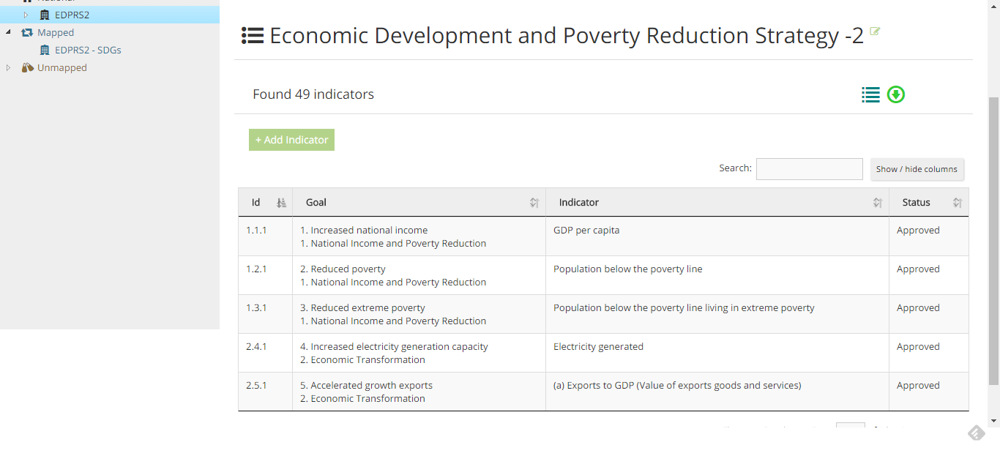 EDPRS2
Mapped
EDPRS2 - SDGs
Unmapped
Economic Development and Poverty Reduction Strategy -2
Found 49 indicators
+ Add Indicator
Search:
Show / hide columns
Id Goal Indicator Status
1.1.1 1. Increased national income GDP per capita Approved
1. National Income and Poverty Reduction
1.2.1 2. Reduced poverty Population below the poverty line Approved
1. National Income and Poverty Reduction
1.3.1 3. Reduced extreme poverty Population below the poverty line living in extreme poverty Approved
1. National Income and Poverty Reduction
2.4.1 4. Increased electricity generation capacity Electricity generated Approved
2. Economic Transformation
2.5.1 5. Accelerated growth exports (a) Exports to GDP (Value of exports goods and services) Approved
2. Economic Transformation